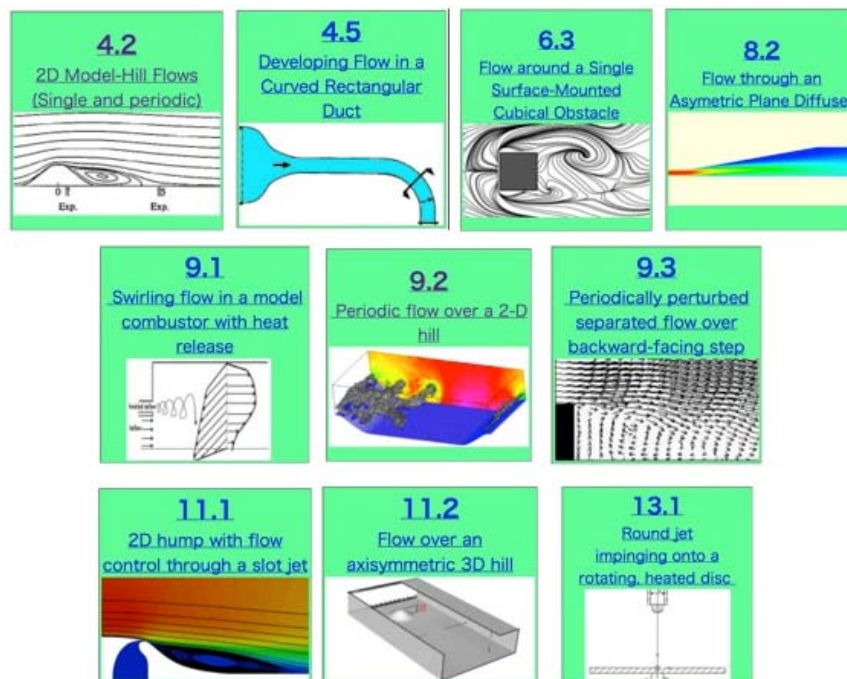 4.2
2D Model-Hill Flows
(Single and periodic)
Exp.
Exp.
4.5
Developing Flow in a
Curved Rectangular
Duct
6.3
Flow around a Single
Surface-Mounted
Cubical Obstacle
8.2
Flow through an
Asymetric Plane Diffuse
9.1
Swirling flow in a model
combustor with heat
release
9.2
Periodic flow over a 2-D
hill
9.3
Periodically perturbed
separated flow over
backward-facing step
11.1
2D hump with flow
control through a slot jet
11.2
Flow over an
axisymmetric 3D hill
13.1
Round jet
impinging onto a
rotating, heated disc